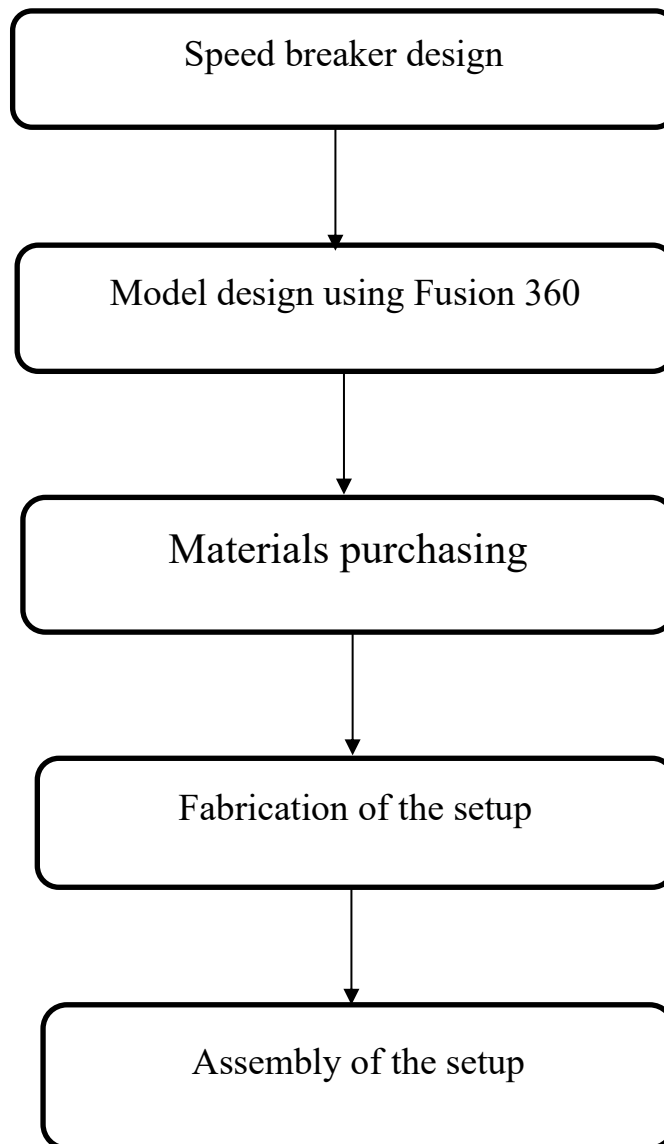 Speed breaker design
Model design using Fusion 360
Materials purchasing
Fabrication of the setup
Assembly of the setup